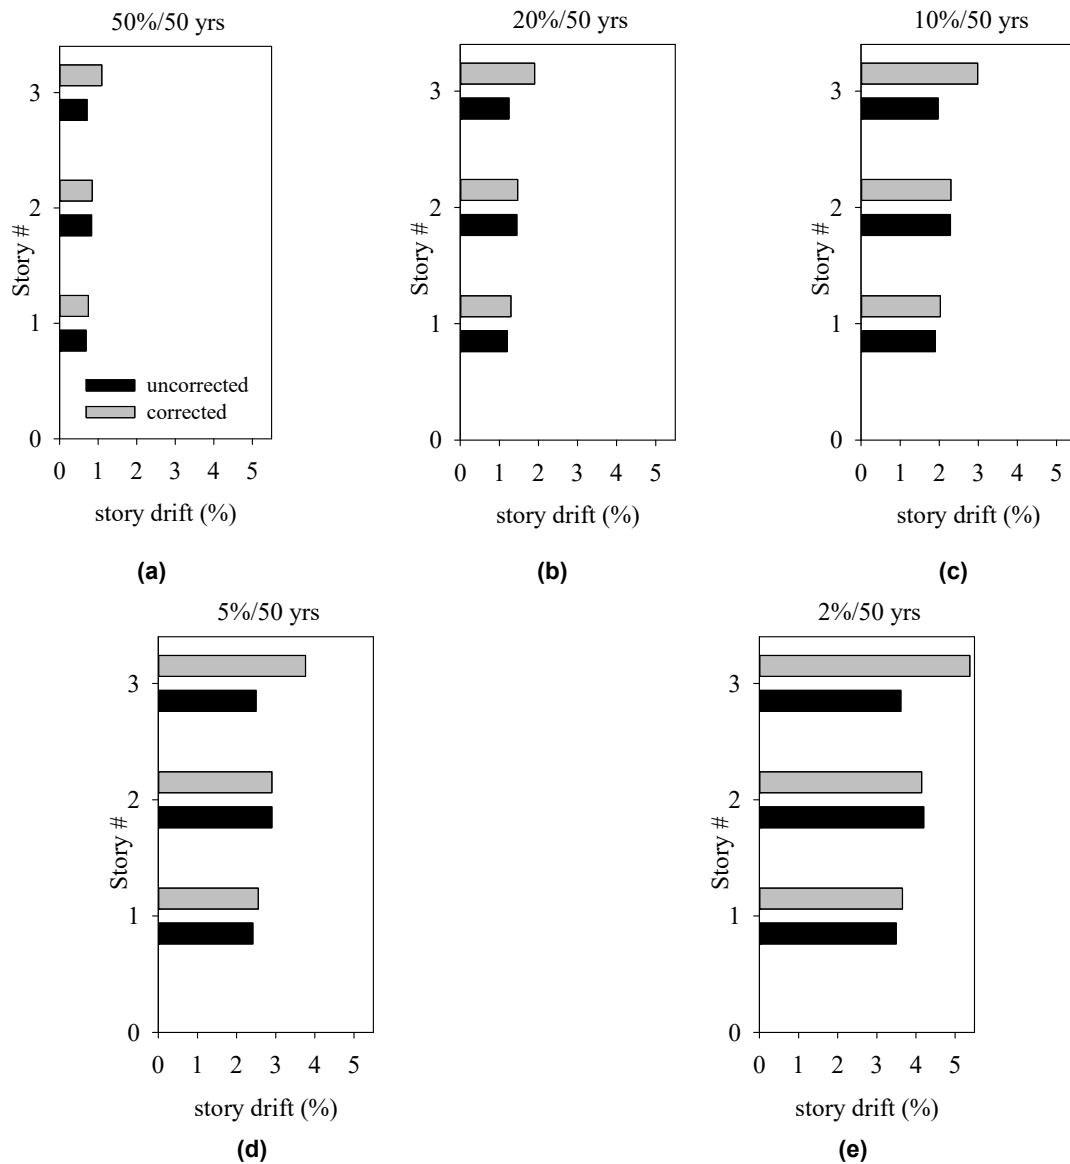 50%/50 yrs
3
2
1
0
Story #
uncorrected
corrected
0 1 2 3 4 5
story drift (%)
(a)
20%/50 yrs
3
2
1
0
0 1 2 3 4 5
story drift (%)
(b)
10%/50 yrs
3
2
1
0
Story #
0 1 2 3 4 5
story drift (%)
(c)
5%/50 yrs
3
2
1
0
Story #
0 1 2 3 4 5
story drift (%)
(d)
2%/50 yrs
3
2
1
0
Story #
0 1 2 3 4 5
story drift (%)
(e)